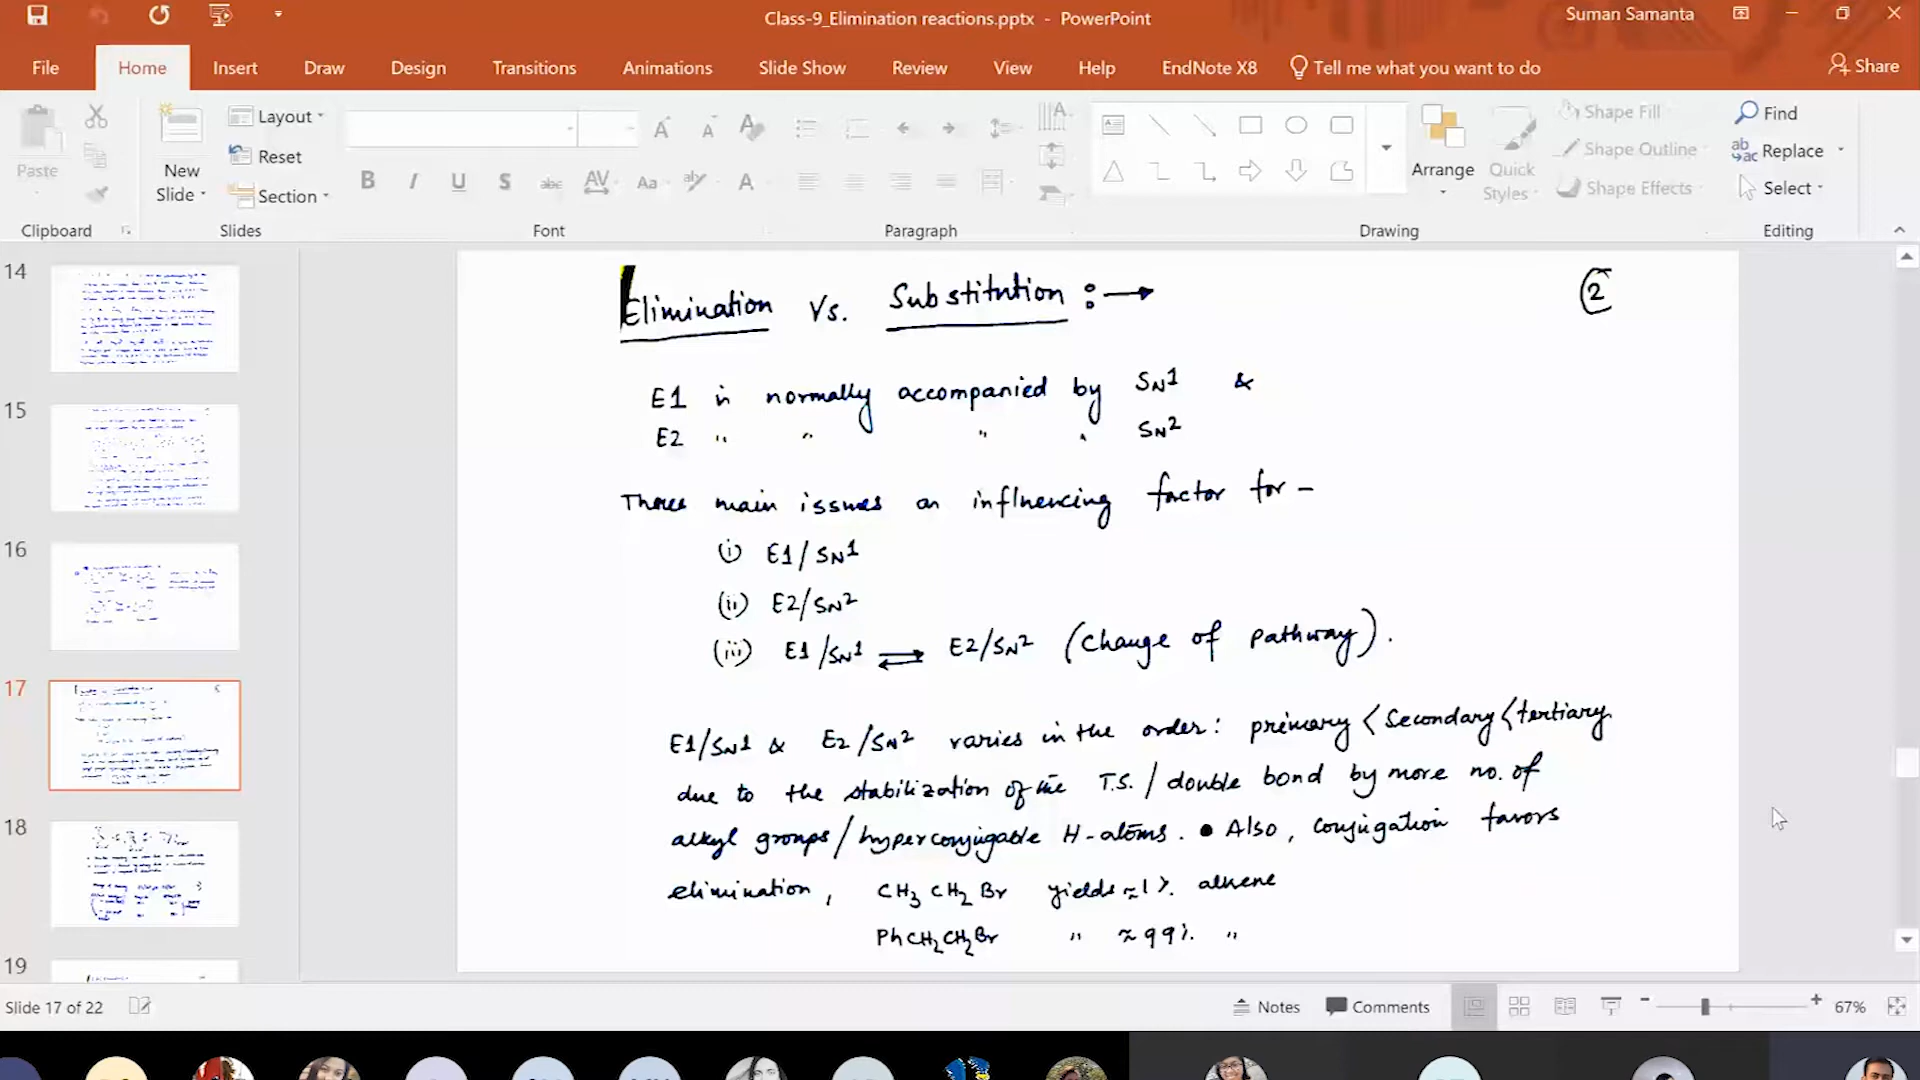 Class-9_Elimination reactions.pptx - PowerPoint
Suman Samanta
File Home Insert Draw Design Transitions Animations Slide Show Review View Help EndNote X8 Tell me what you want to do Share
Paste
New Slide
Layout
Reset
Section
B I U S abc AV Aa A
Arrange
Quick Styles
Shape Fill
Shape Outline
Shape Effects
Find
Replace
Select
Clipboard Slides Font Paragraph Drawing Editing
14
15
16
17
18
19
Elimination Vs. Substitution :→
2
E1 is normally accompanied by SN1 &
E2 " " " " SN2
Three main issues an influencing factor for -
(i) E1/SN1
(ii) E2/SN2
(iii) E1/SN1 ⇌ E2/SN2 (Change of pathway).
E1/SN1 & E2/SN2 varies in the order: primary < Secondary < tertiary
due to the stabilization of the T.S./double bond by more no. of
alkyl groups/hyperconjugable H-atoms. • Also, conjugation favors
elimination, CH3CH2Br yields ≈1% alkene
PhCH2CH2Br " ≈99% "
Slide 17 of 22
Notes
Comments
67%